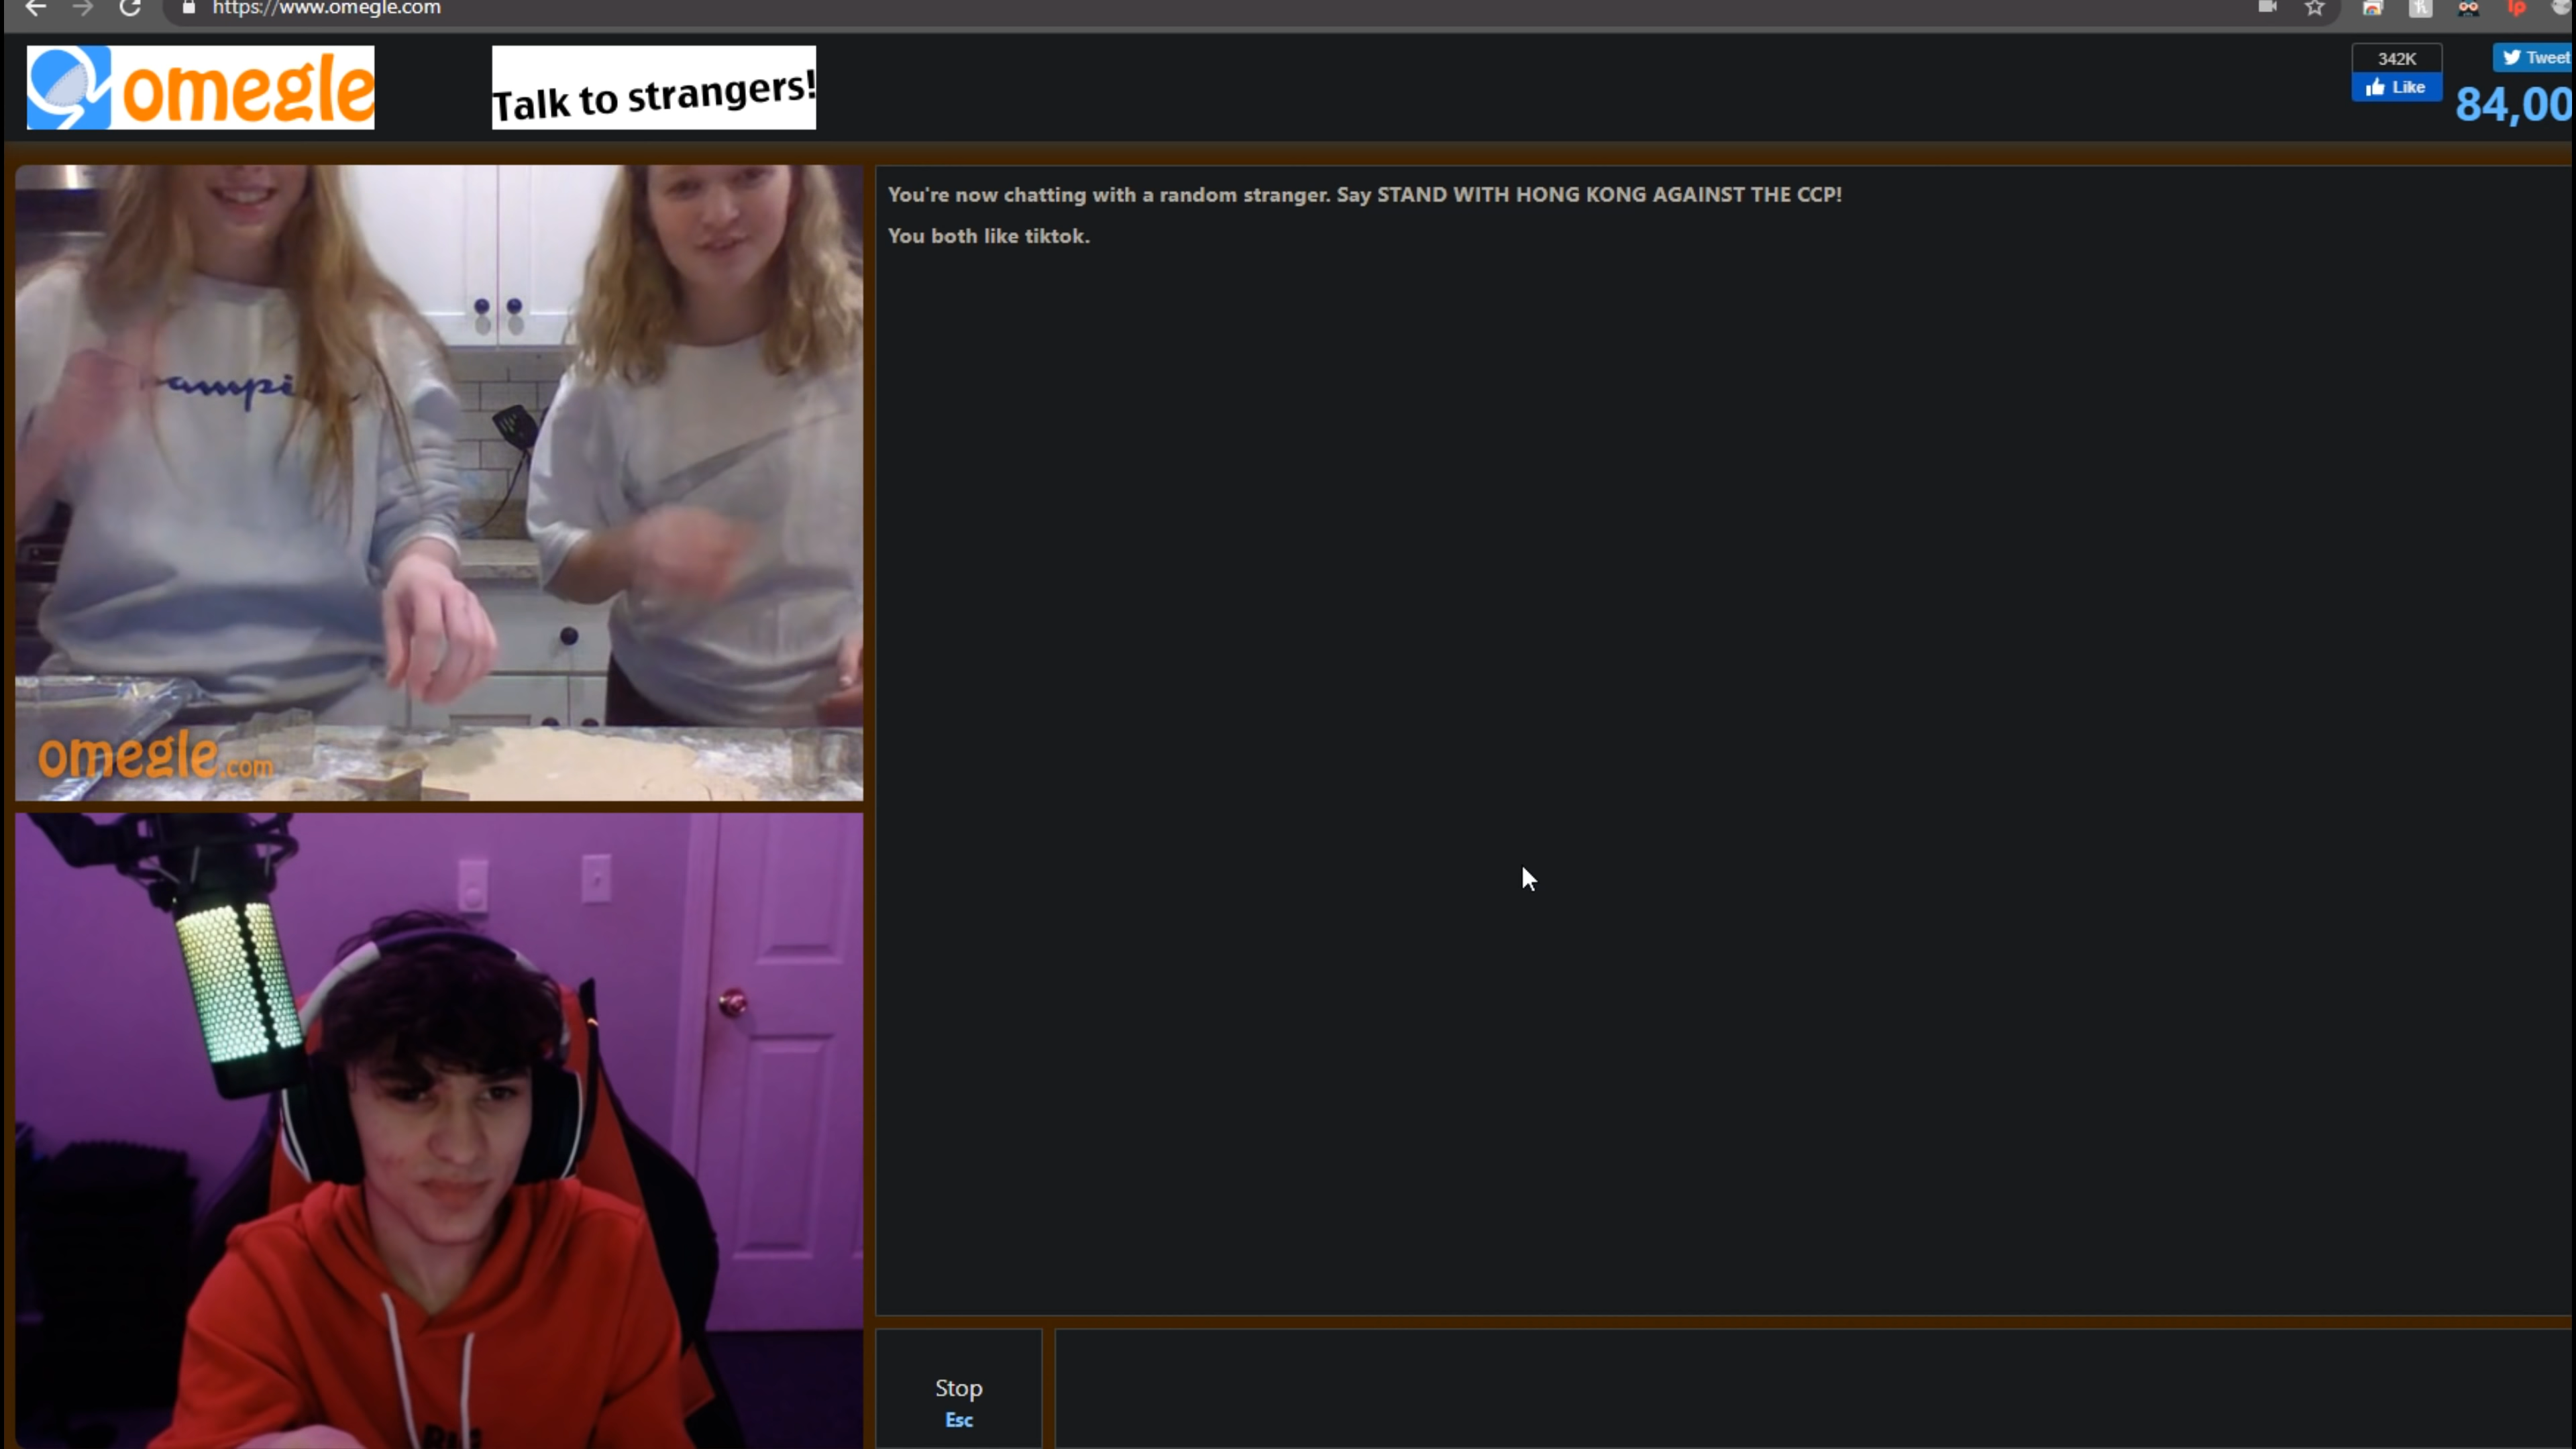 https://www.omegle.com
omegle
Talk to strangers!
342K
Like
Tweet
84,00
You're now chatting with a random stranger. Say STAND WITH HONG KONG AGAINST THE CCP!
You both like tiktok.
ampi
omegle.com
Stop
Esc